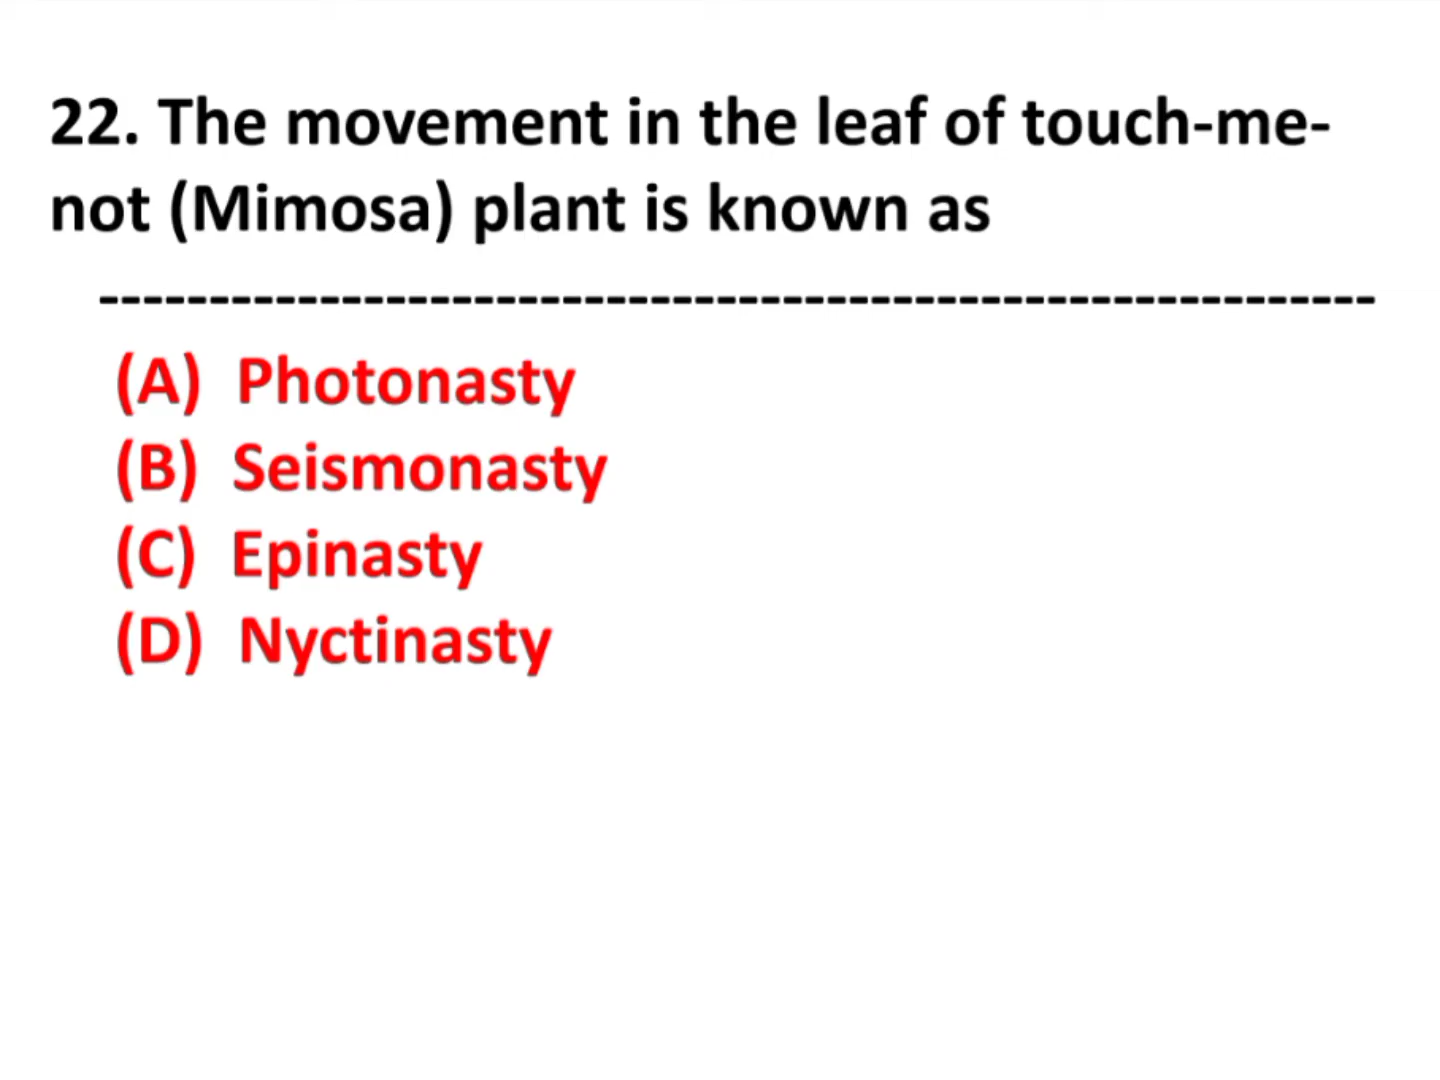 22. The movement in the leaf of touch-me-
not (Mimosa) plant is known as
----------------------------------------------------------
(A) Photonasty
(B) Seismonasty
(C) Epinasty
(D) Nyctinasty